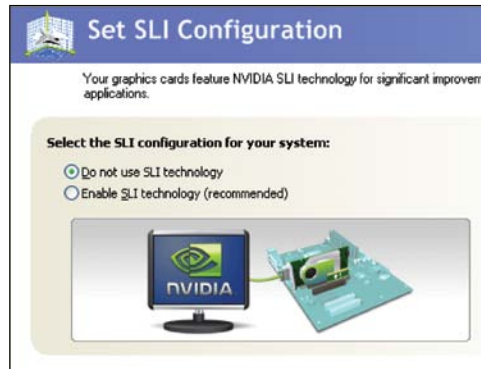 Set SLI Configuration
Your graphics cards feature NVIDIA SLI technology for significant
applications.
Select the SLI configuration for your system:
Do not use SLI technology
Enable SLI technology (recommended)
NVIDIA